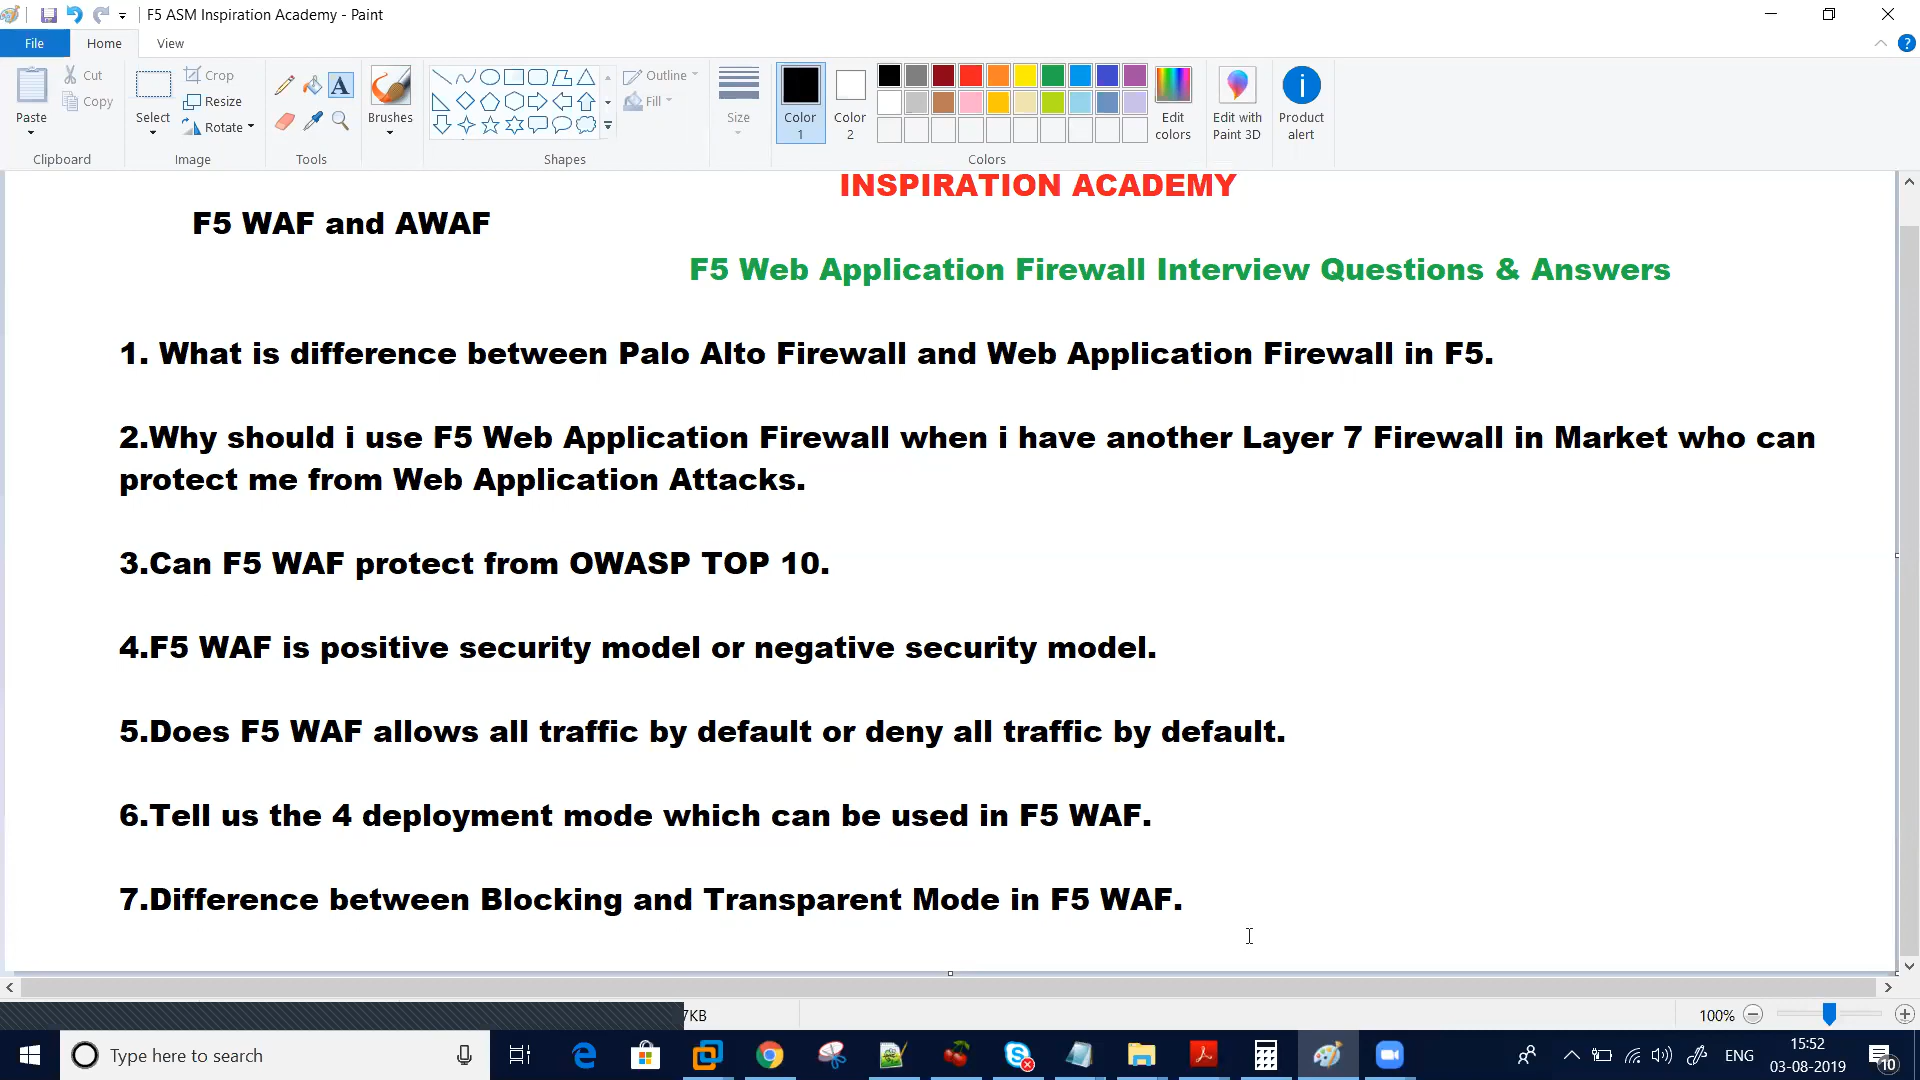 F5 ASM Inspiration Academy - Paint
File Home View
Paste
Cut
Copy
Clipboard
Select
Crop
Resize
Rotate
Image
A
Tools
Brushes
Shapes
Outline
Fill
Size
Color 1
Color 2
Edit colors
Colors
Edit with Paint 3D
Product alert
INSPIRATION ACADEMY
F5 WAF and AWAF
F5 Web Application Firewall Interview Questions & Answers
1. What is difference between Palo Alto Firewall and Web Application Firewall in F5.
2.Why should i use F5 Web Application Firewall when i have another Layer 7 Firewall in Market who can
protect me from Web Application Attacks.
3.Can F5 WAF protect from OWASP TOP 10.
4.F5 WAF is positive security model or negative security model.
5.Does F5 WAF allows all traffic by default or deny all traffic by default.
6.Tell us the 4 deployment mode which can be used in F5 WAF.
7.Difference between Blocking and Transparent Mode in F5 WAF.
7KB
100%
Type here to search
ENG
15:52
03-08-2019
10